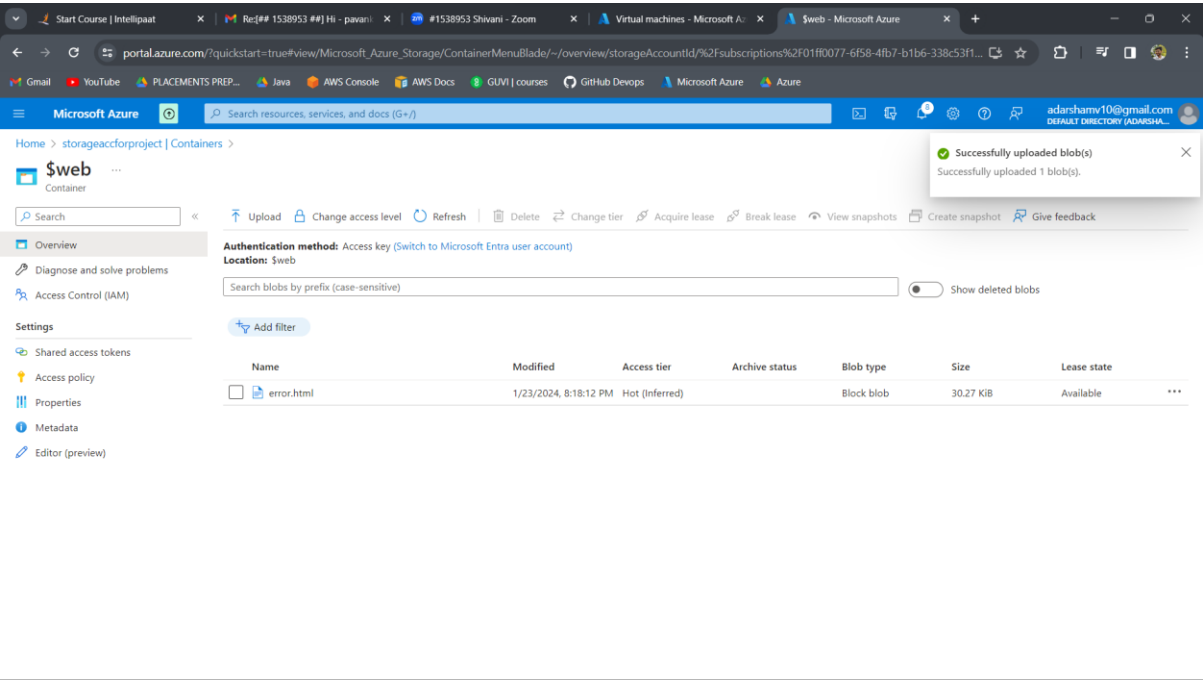 Start Course | Intellipaat
Re:[## 1538953 ##] Hi - pavani
zm #1538953 Shivani - Zoom
Virtual machines - Microsoft Az
$web - Microsoft Azure
portal.azure.com/?quickstart=true#view/Microsoft_Azure_Storage/ContainerMenuBlade/~/overview/storageAccountId/%2Fsubscriptions%2F01ff0077-6f58-4fb7-b1b6-338c53f1...
Gmail YouTube PLACEMENTS PREP... Java AWS Console AWS Docs GUVI | courses GitHub Devops Microsoft Azure Azure
Microsoft Azure
Search resources, services, and docs (G+/)
8
adarshamv10@gmail.com
DEFAULT DIRECTORY (ADARSHA...
Home > storageaccforproject | Containers >
$web ...
Container
Successfully uploaded blob(s)
Successfully uploaded 1 blob(s).
Search
Overview
Diagnose and solve problems
Access Control (IAM)
Settings
Shared access tokens
Access policy
Properties
Metadata
Editor (preview)
Upload Change access level Refresh Delete Change tier Acquire lease Break lease View snapshots Create snapshot Give feedback
Authentication method: Access key (Switch to Microsoft Entra user account)
Location: $web
Search blobs by prefix (case-sensitive)
Show deleted blobs
Add filter
Name Modified Access tier Archive status Blob type Size Lease state
error.html 1/23/2024, 8:18:12 PM Hot (Inferred) Block blob 30.27 KiB Available ...